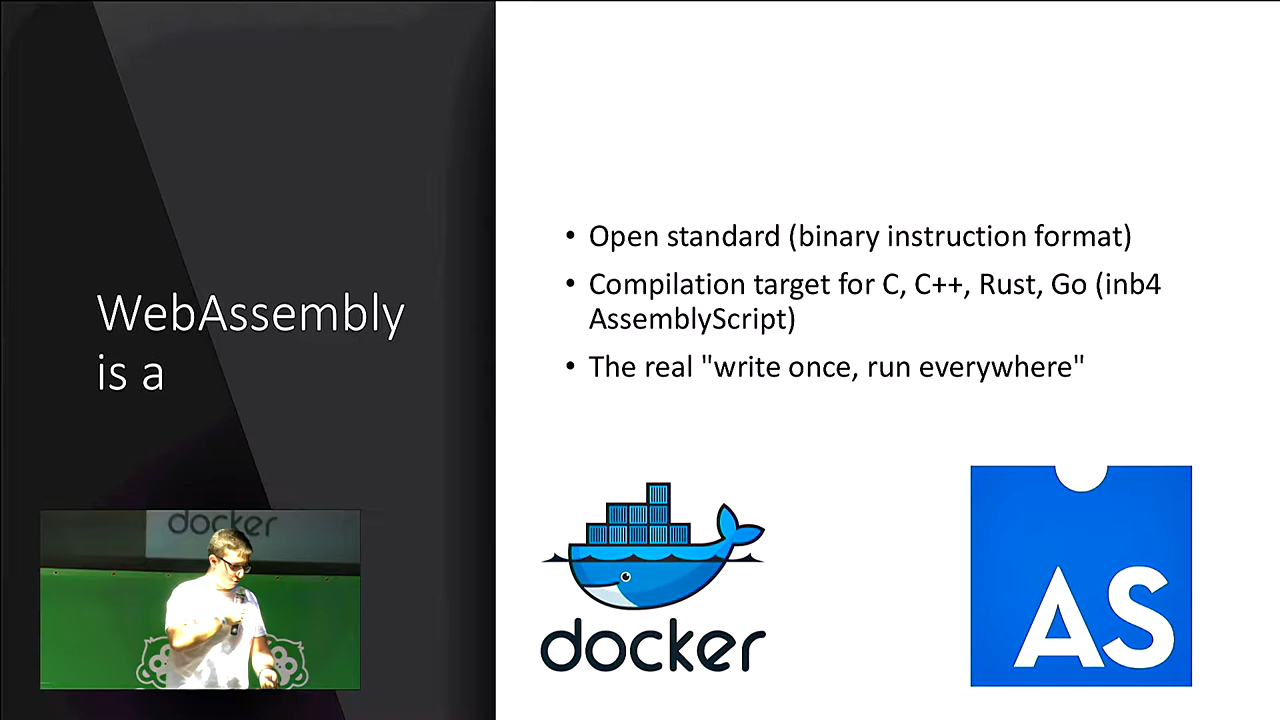 WebAssembly
is a
• Open standard (binary instruction format)
• Compilation target for C, C++, Rust, Go (inb4
AssemblyScript)
• The real "write once, run everywhere"
docker
AS
docker